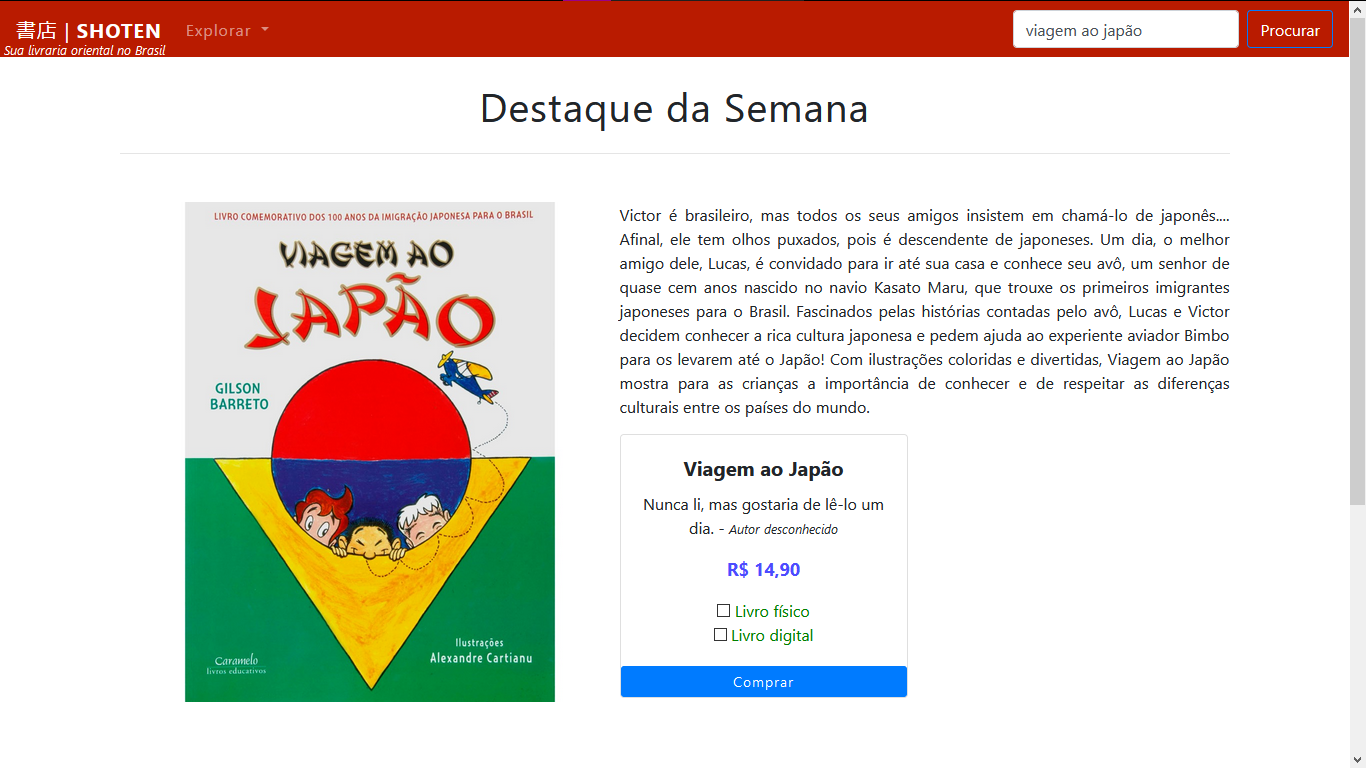 書店 | SHOTEN
Sua livraria oriental no Brasil
Explorar
viagem ao japão
Procurar
Destaque da Semana
LIVRO COMEMORATIVO DOS 100 ANOS DA IMIGRAÇÃO JAPONESA PARA O BRASIL
VIAGEM AO
JAPÃO
GILSON
BARRETO
Ilustrações
Alexandre Cartianu
Caramelo
livros educativos
Victor é brasileiro, mas todos os seus amigos insistem em chamá-lo de japonês....
Afinal, ele tem olhos puxados, pois é descendente de japoneses. Um dia, o melhor
amigo dele, Lucas, é convidado para ir até sua casa e conhece seu avô, um senhor de
quase cem anos nascido no navio Kasato Maru, que trouxe os primeiros imigrantes
japoneses para o Brasil. Fascinados pelas histórias contadas pelo avô, Lucas e Victor
decidem conhecer a rica cultura japonesa e pedem ajuda ao experiente aviador Bimbo
para os levarem até o Japão! Com ilustrações coloridas e divertidas, Viagem ao Japão
mostra para as crianças a importância de conhecer e de respeitar as diferenças
culturais entre os países do mundo.
Viagem ao Japão
Nunca li, mas gostaria de lê-lo um
dia. - Autor desconhecido
R$ 14,90
Livro físico
Livro digital
Comprar